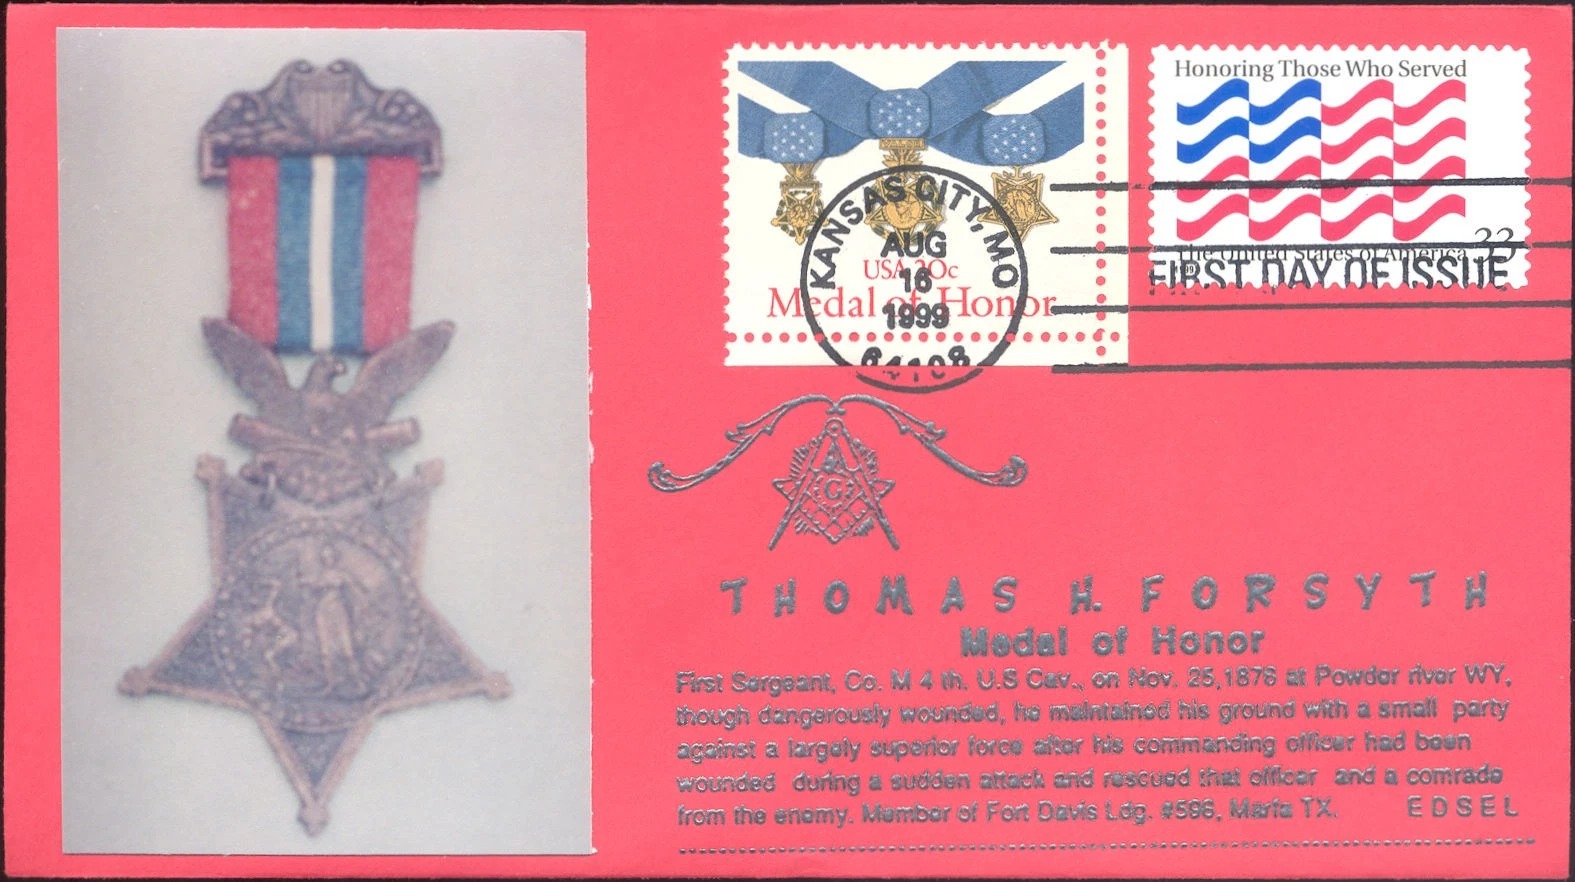 Honoring Those Who Served
33
The United States of America
1999
FIRST DAY OF ISSUE
VALOR
USA 20c
Medal of Honor
KANSAS CITY, MO
AUG
16
1999
64108
G
THOMAS H. FORSYTH
Medal of Honor
First Sergeant, Co. M 4 th. U.S Cav., on Nov. 25,1876 at Powder river WY,
though dangerously wounded, he maintained his ground with a small party
against a largely superior force after his commanding officer had been
wounded during a sudden attack and rescued that officer and a comrade
from the enemy. Member of Fort Davis Ldg. #596, Marfa TX. EDSEL